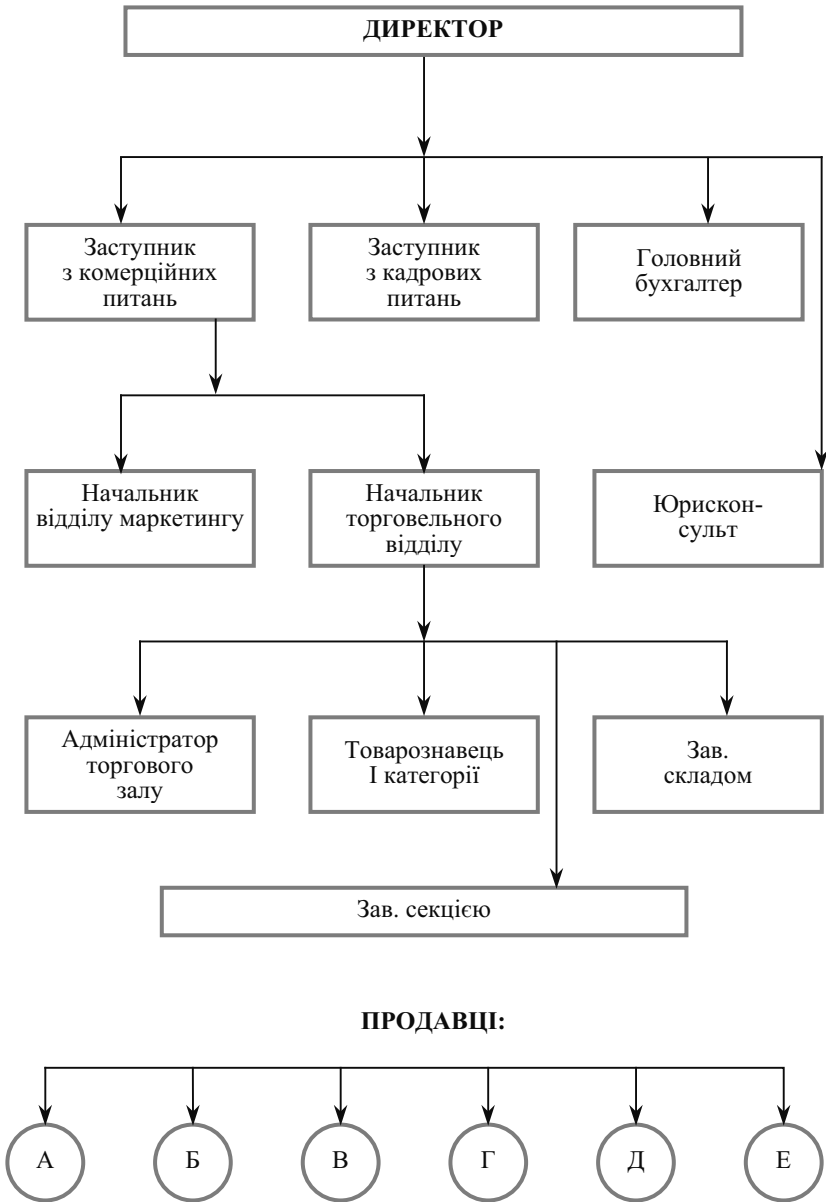 ДИРЕКТОР
Заступник
з комерційних
питань
Заступник
з кадрових
питань
Головний
бухгалтер
Начальник
відділу маркетингу
Начальник
торговельного
відділу
Юрискон-
сульт
Адміністратор
торгового
залу
Товарознавець
І категорії
Зав.
складом
Зав. секцією
ПРОДАВЦІ:
А
Б
В
Г
Д
Е